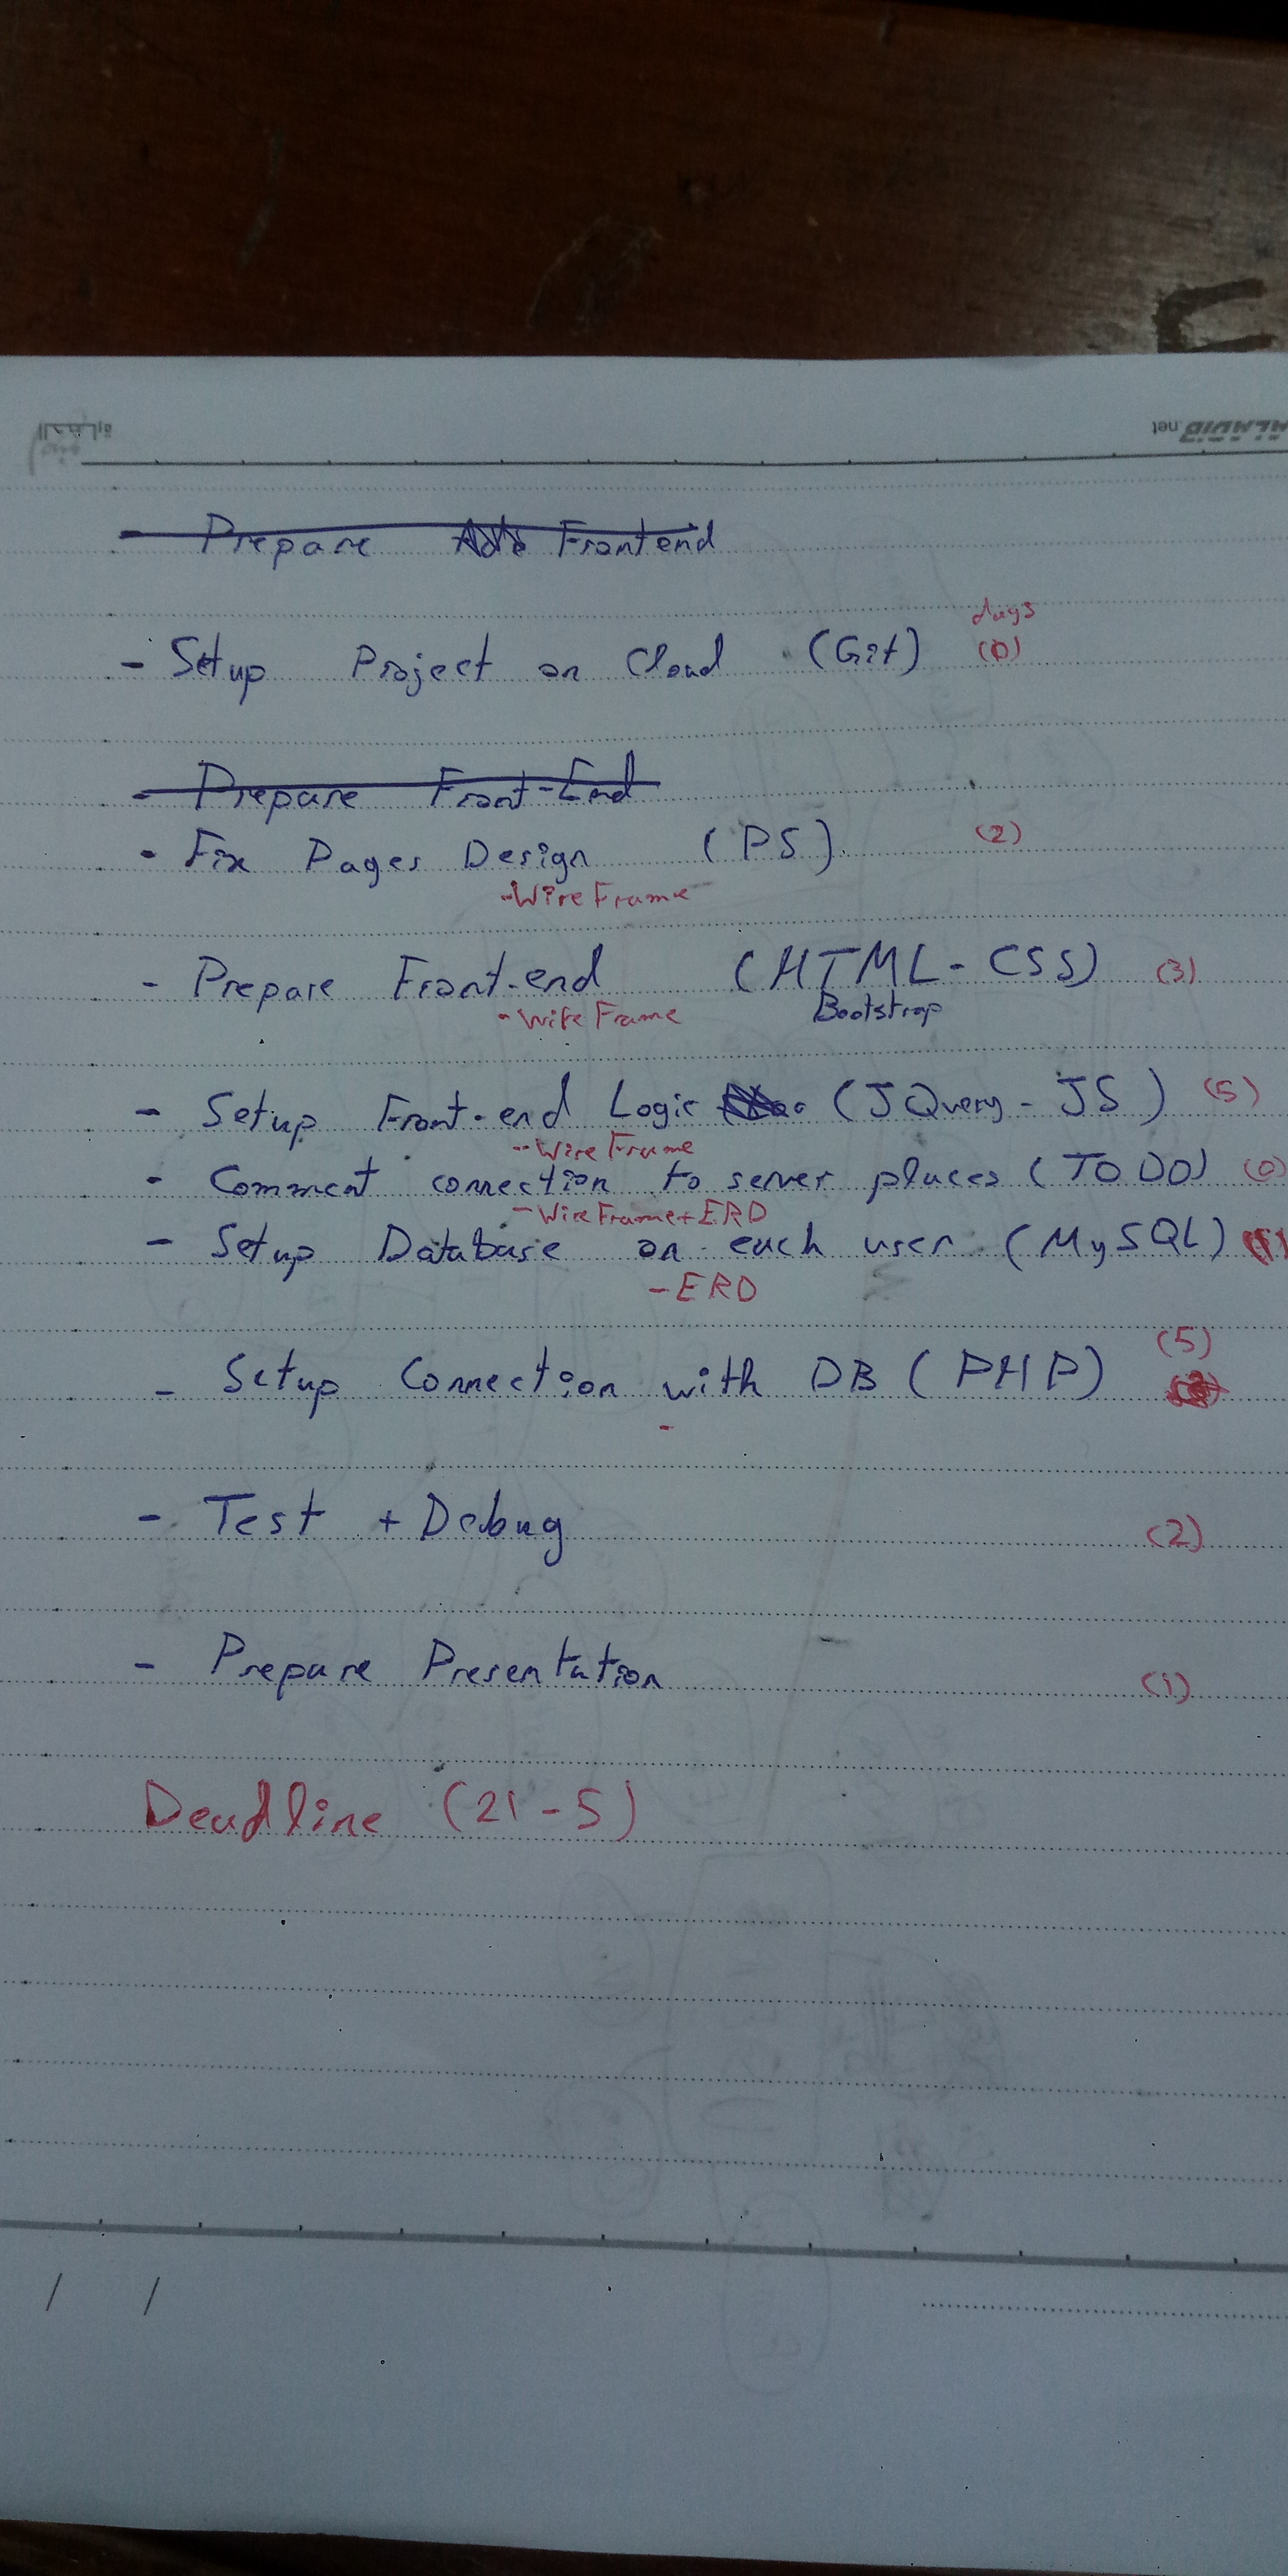 الحضارة
ALAMID.net
- Prepare Frontend
days
- Setup Project on Cloud (Git) (0)
- Prepare Front-End
- Fix Pages Design (PS) (2)
- WireFrame
- Prepare Front-end (HTML - CSS) (3)
- WireFrame Bootstrap
- Setup Front-end Logic (JQuery - JS) (5)
- WireFrame
- Comment connection to server places (TODO) (0)
- WireFrame + ERD
- Setup Database on each user (MySQL) (1)
- ERD
(5)
- Setup Connection with DB (PHP)
-
- Test + Debug (2)
- Prepare Presentation (1)
Deadline (21-5)
/ /